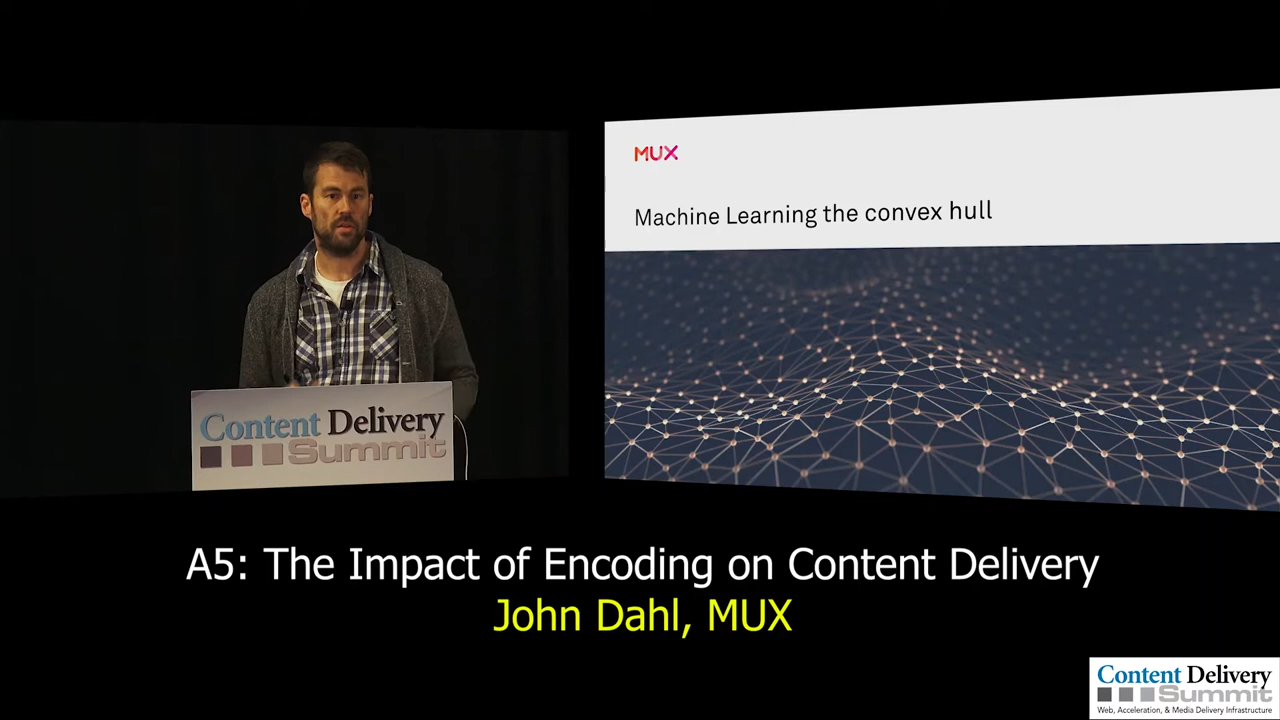 MUX
Machine Learning the convex hull
Content Delivery
Summit
A5: The Impact of Encoding on Content Delivery
John Dahl, MUX
Content Delivery
Summit
Web, Acceleration, & Media Delivery Infrastructure